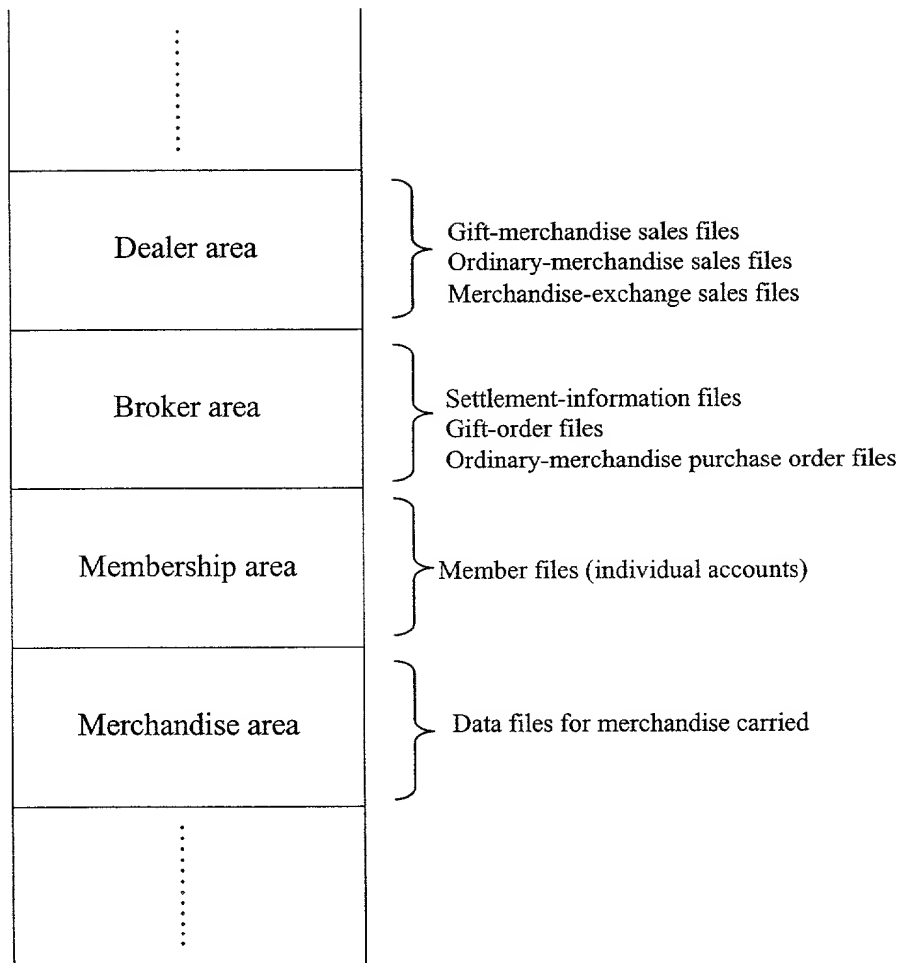 Dealer area
Gift-merchandise sales files
Ordinary-merchandise sales files
Merchandise-exchange sales files
Broker area
Settlement-information files
Gift-order files
Ordinary-merchandise purchase order files
Membership area
Member files (individual accounts)
Merchandise area
Data files for merchandise carried